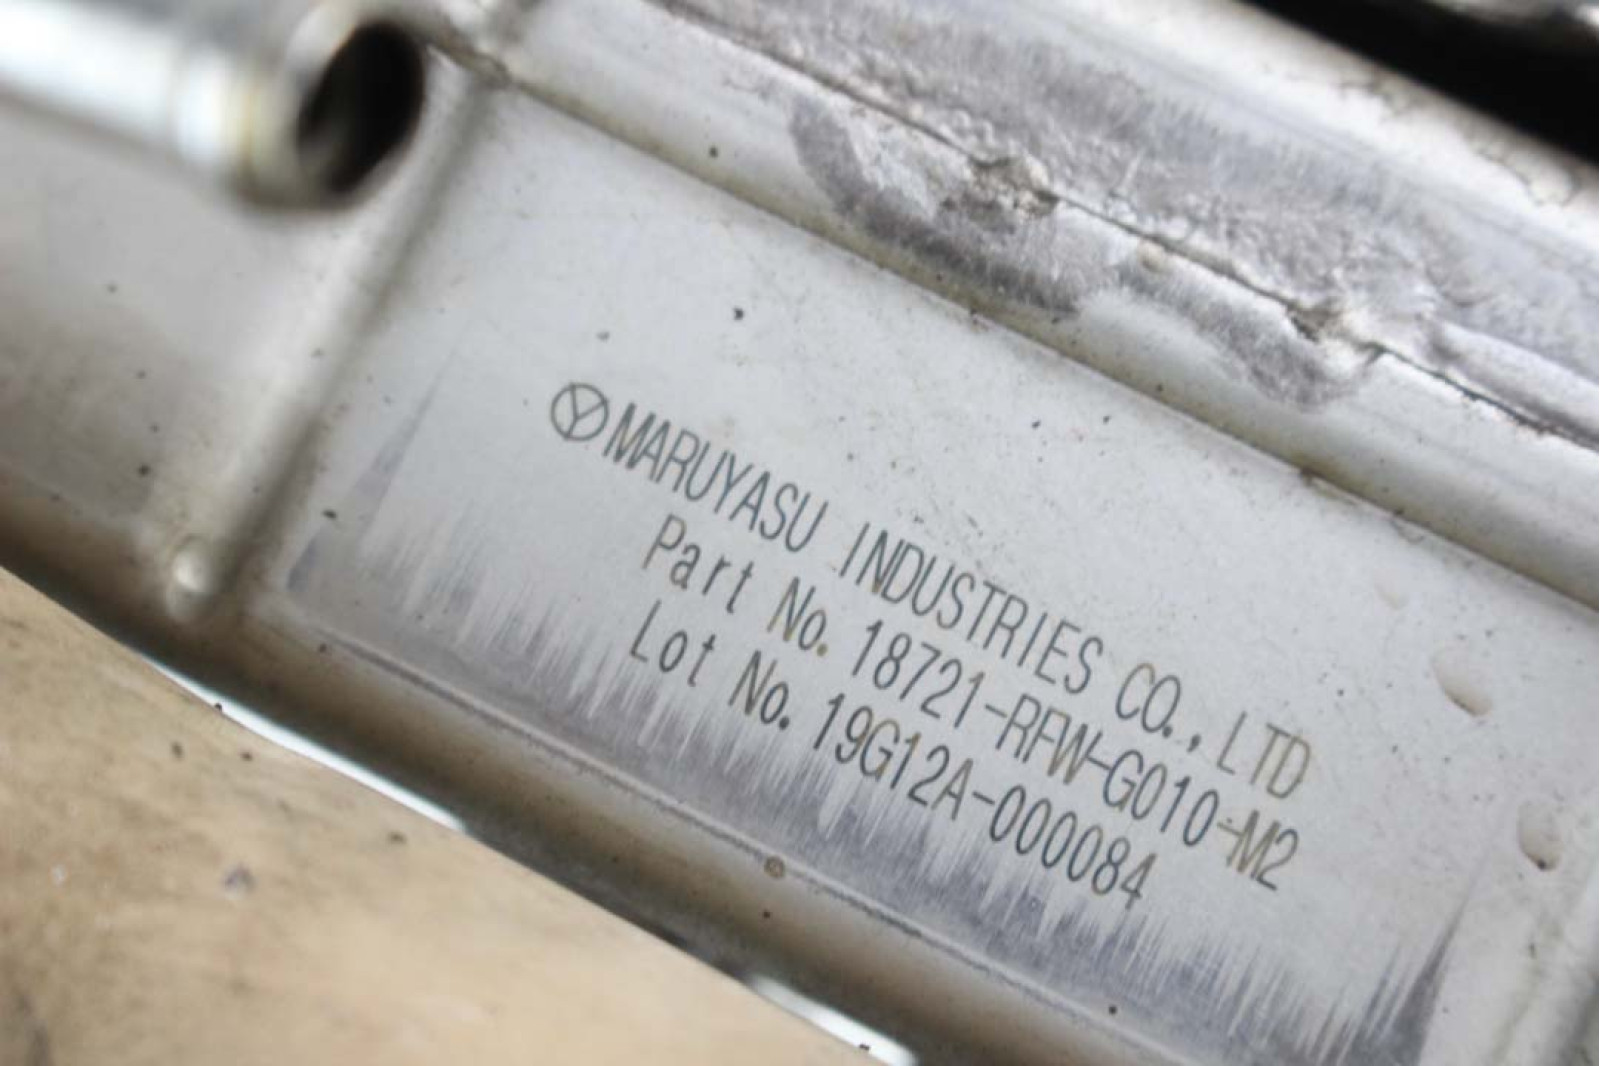 MARUYASU INDUSTRIES CO., LTD
Part No. 18721-RFW-G010-M2
Lot No. 19G12A-000084